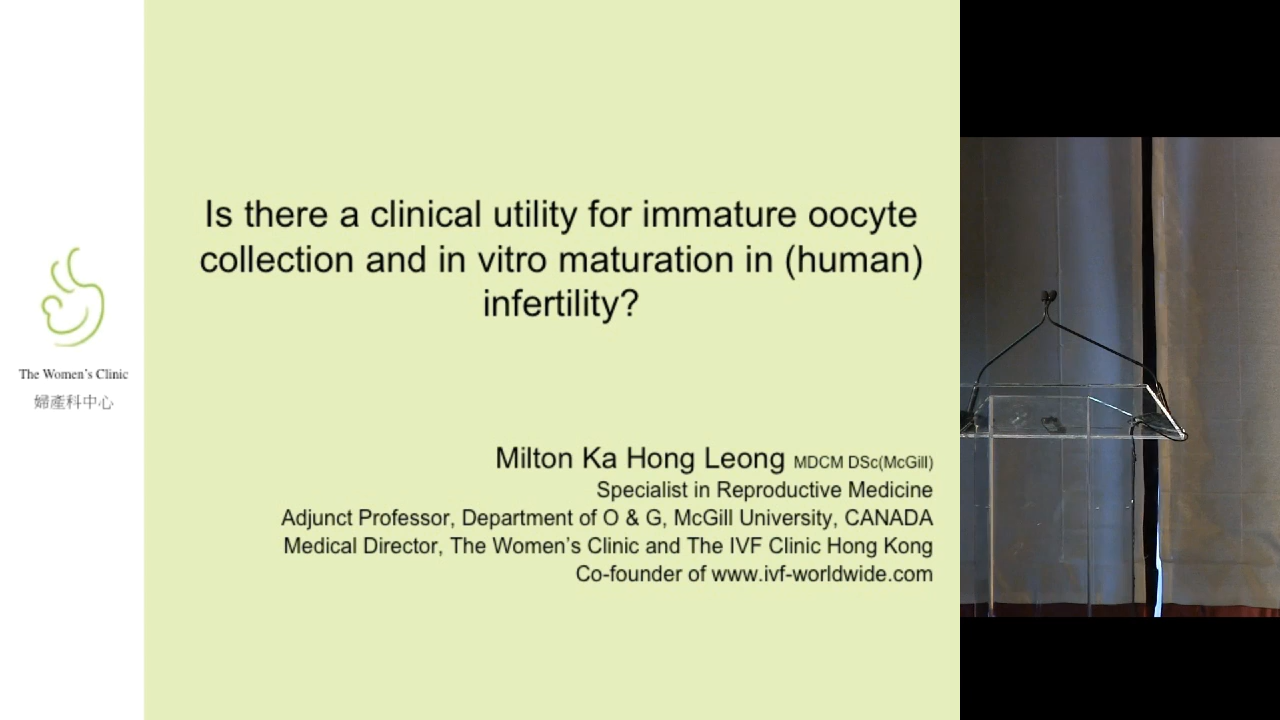 Is there a clinical utility for immature oocyte
collection and in vitro maturation in (human)
infertility?
The Women's Clinic
婦產科中心
Milton Ka Hong Leong MDCM DSc(McGill)
Specialist in Reproductive Medicine
Adjunct Professor, Department of O & G, McGill University, CANADA
Medical Director, The Women's Clinic and The IVF Clinic Hong Kong
Co-founder of www.ivf-worldwide.com